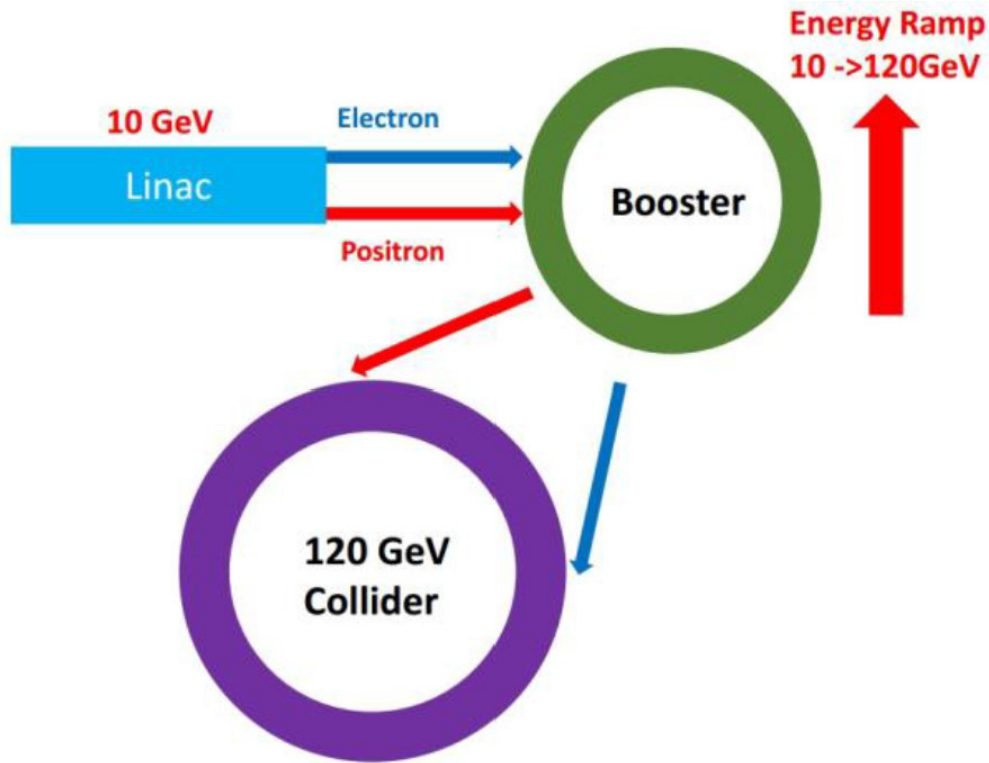 Energy Ramp
10 ->120GeV
10 GeV
Electron
Linac
Booster
Positron
120 GeV
Collider